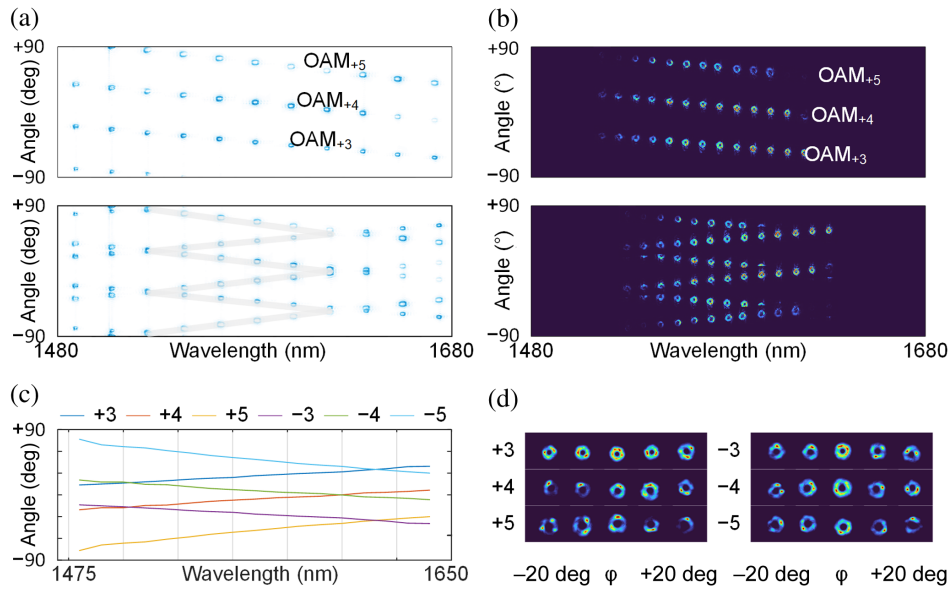 (a)
+90
Angle (deg)
−90
OAM+5
OAM+4
OAM+3
+90
Angle (deg)
−90
1480
Wavelength (nm)
1680
(b)
+90
Angle (°)
−90
OAM+5
OAM+4
OAM+3
+90
Angle (°)
−90
1480
Wavelength (nm)
1680
(c)
+3 +4 +5 −3 −4 −5
+90
Angle (deg)
−90
1475
Wavelength (nm)
1650
(d)
+3
+4
+5
–20 deg φ +20 deg
−3
−4
−5
–20 deg φ +20 deg